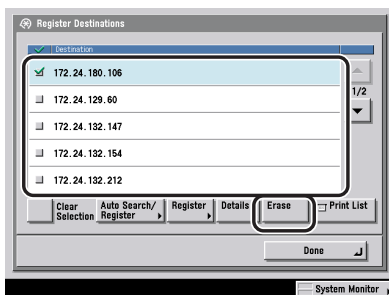 Register Destinations
Destination
172.24.180.106
172.24.129.60
1/2
172.24.132.147
172.24.132.154
172.24.132.212
Clear Selection
Auto Search/ Register
Register
Details
Erase
Print List
Done
System Monitor